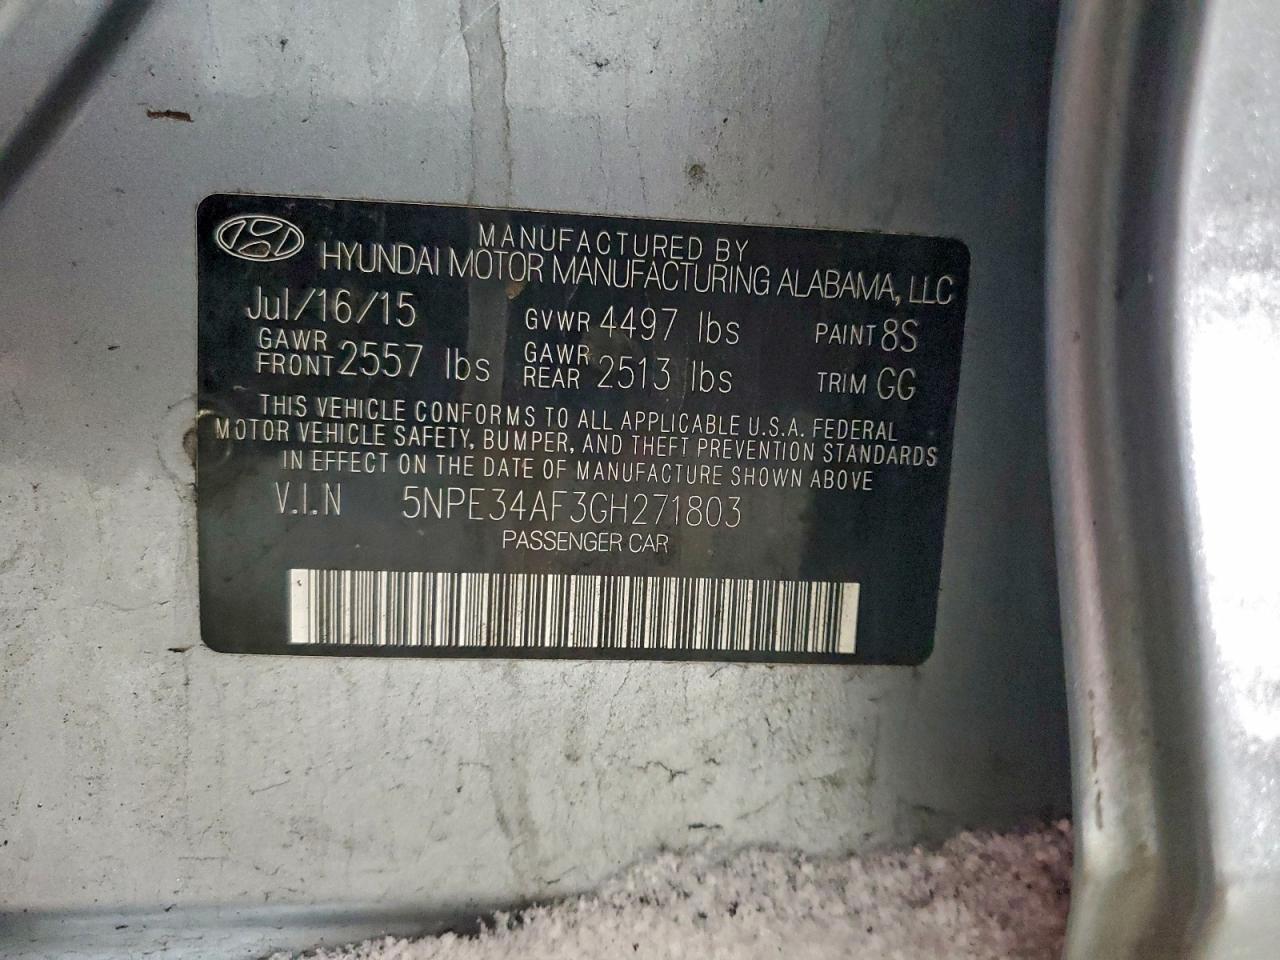 MANUFACTURED BY
HYUNDAI MOTOR MANUFACTURING ALABAMA, LLC
Jul/16/15 GVWR 4497 lbs PAINT 8S
GAWR FRONT 2557 lbs GAWR REAR 2513 lbs TRIM GG
THIS VEHICLE CONFORMS TO ALL APPLICABLE U.S.A. FEDERAL
MOTOR VEHICLE SAFETY, BUMPER, AND THEFT PREVENTION STANDARDS
IN EFFECT ON THE DATE OF MANUFACTURE SHOWN ABOVE
V.I.N 5NPE34AF3GH271803
PASSENGER CAR